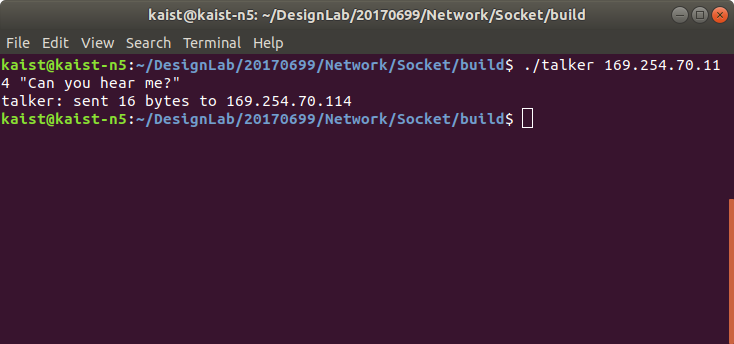 kaist@kaist-n5: ~/DesignLab/20170699/Network/Socket/build
File Edit View Search Terminal Help
kaist@kaist-n5:~/DesignLab/20170699/Network/Socket/build$ ./talker 169.254.70.11
4 "Can you hear me?"
talker: sent 16 bytes to 169.254.70.114
kaist@kaist-n5:~/DesignLab/20170699/Network/Socket/build$